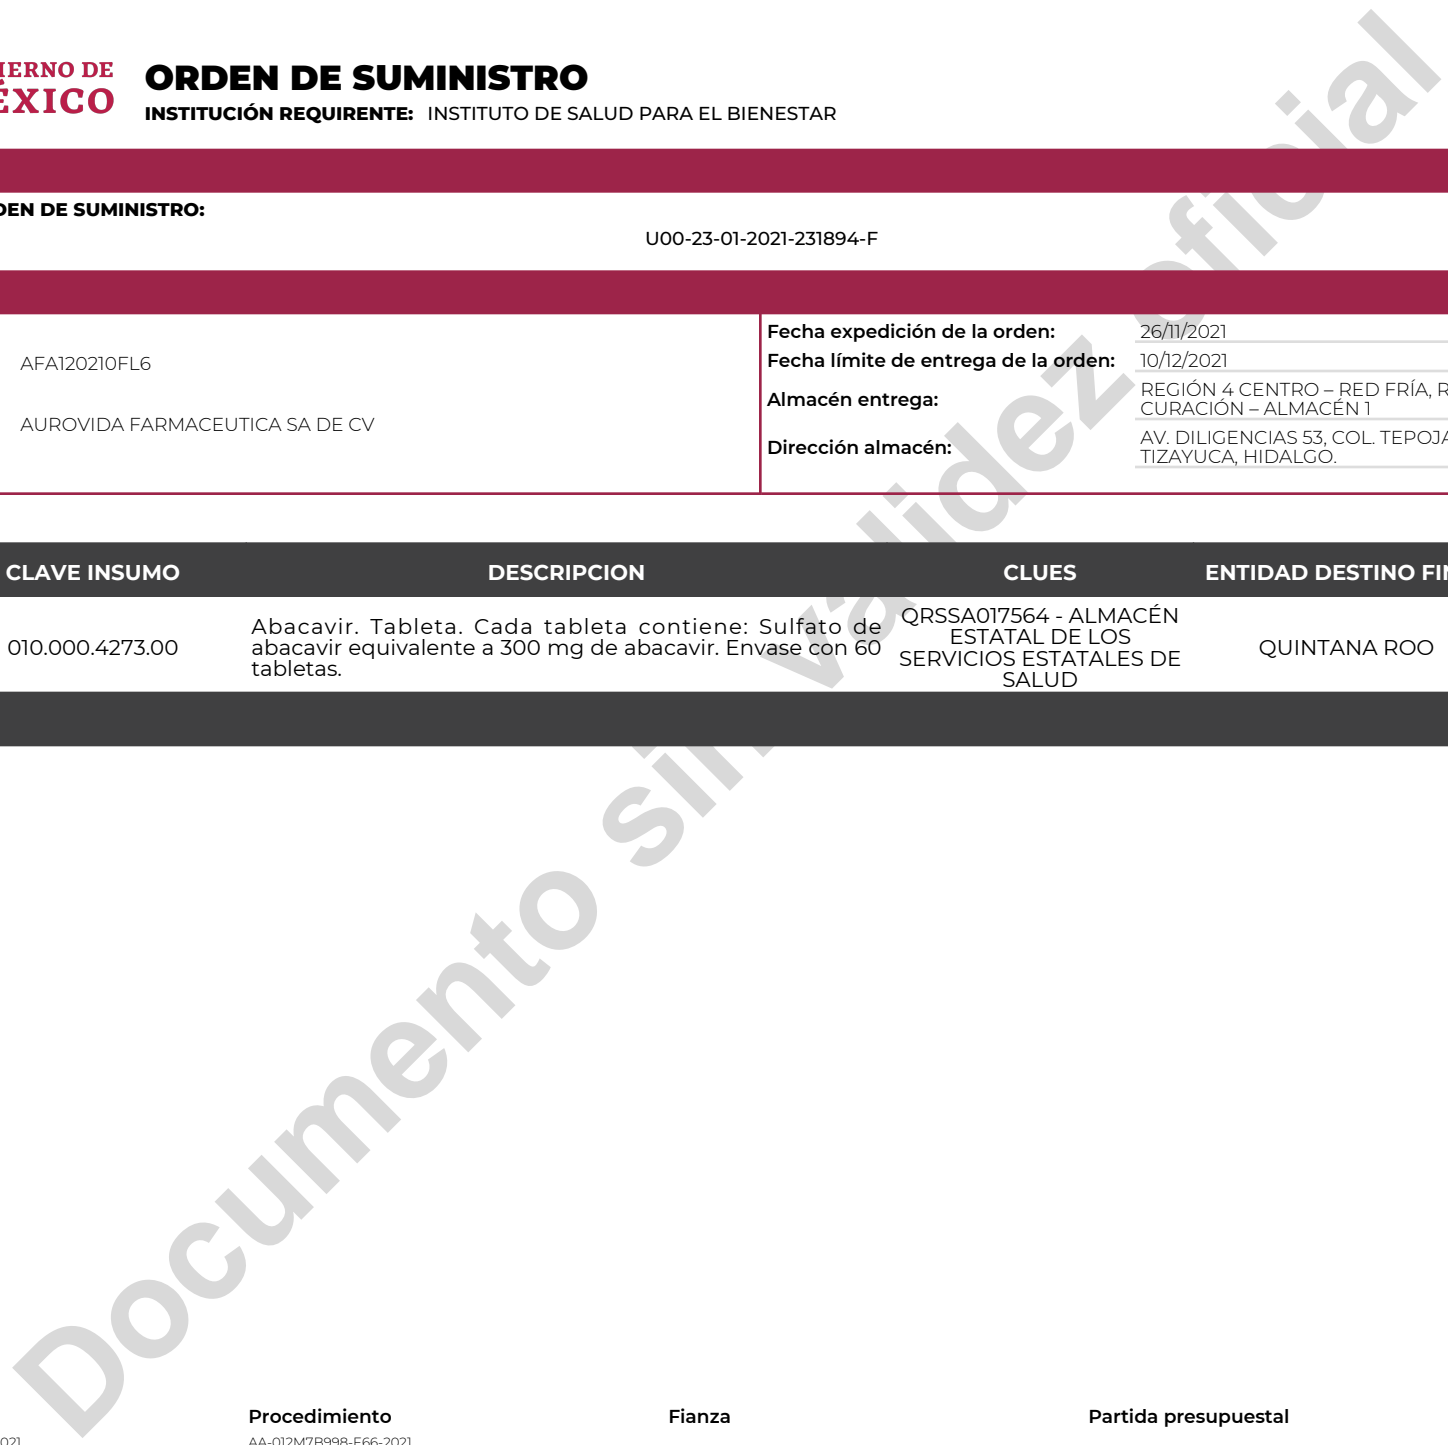 ORDEN DE SUMINISTRO
INSTITUCIÓN REQUIRENTE: INSTITUTO DE SALUD PARA EL BIENESTAR
DE
DE SUMINISTRO:
U00-23-01-2021-231894-F
AFA120210FL6
AUROVIDA FARMACEUTICA SA DE CV
Fecha expedición de la orden: 26/11/2021
Fecha límite de entrega de la orden: 10/12/2021
Almacén entrega: REGIÓN 4 CENTRO – RED FRÍA,
CURACIÓN – ALMACÉN 1
Dirección almacén: AV. DILIGENCIAS 53, COL.
TIZAYUCA, HIDALGO.
CLAVE INSUMO DESCRIPCION CLUES ENTIDAD DESTINO
010.000.4273.00
Abacavir. Tableta. Cada tableta contiene: Sulfato de
abacavir equivalente a 300 mg de abacavir. Envase con 60
tabletas.
QRSSA017564 - ALMACÉN
ESTATAL DE LOS
SERVICIOS ESTATALES DE
SALUD
QUINTANA ROO
Documento sin validez oficial
Procedimiento Fianza Partida presupuestal
AA-012M7B998-E66-2021